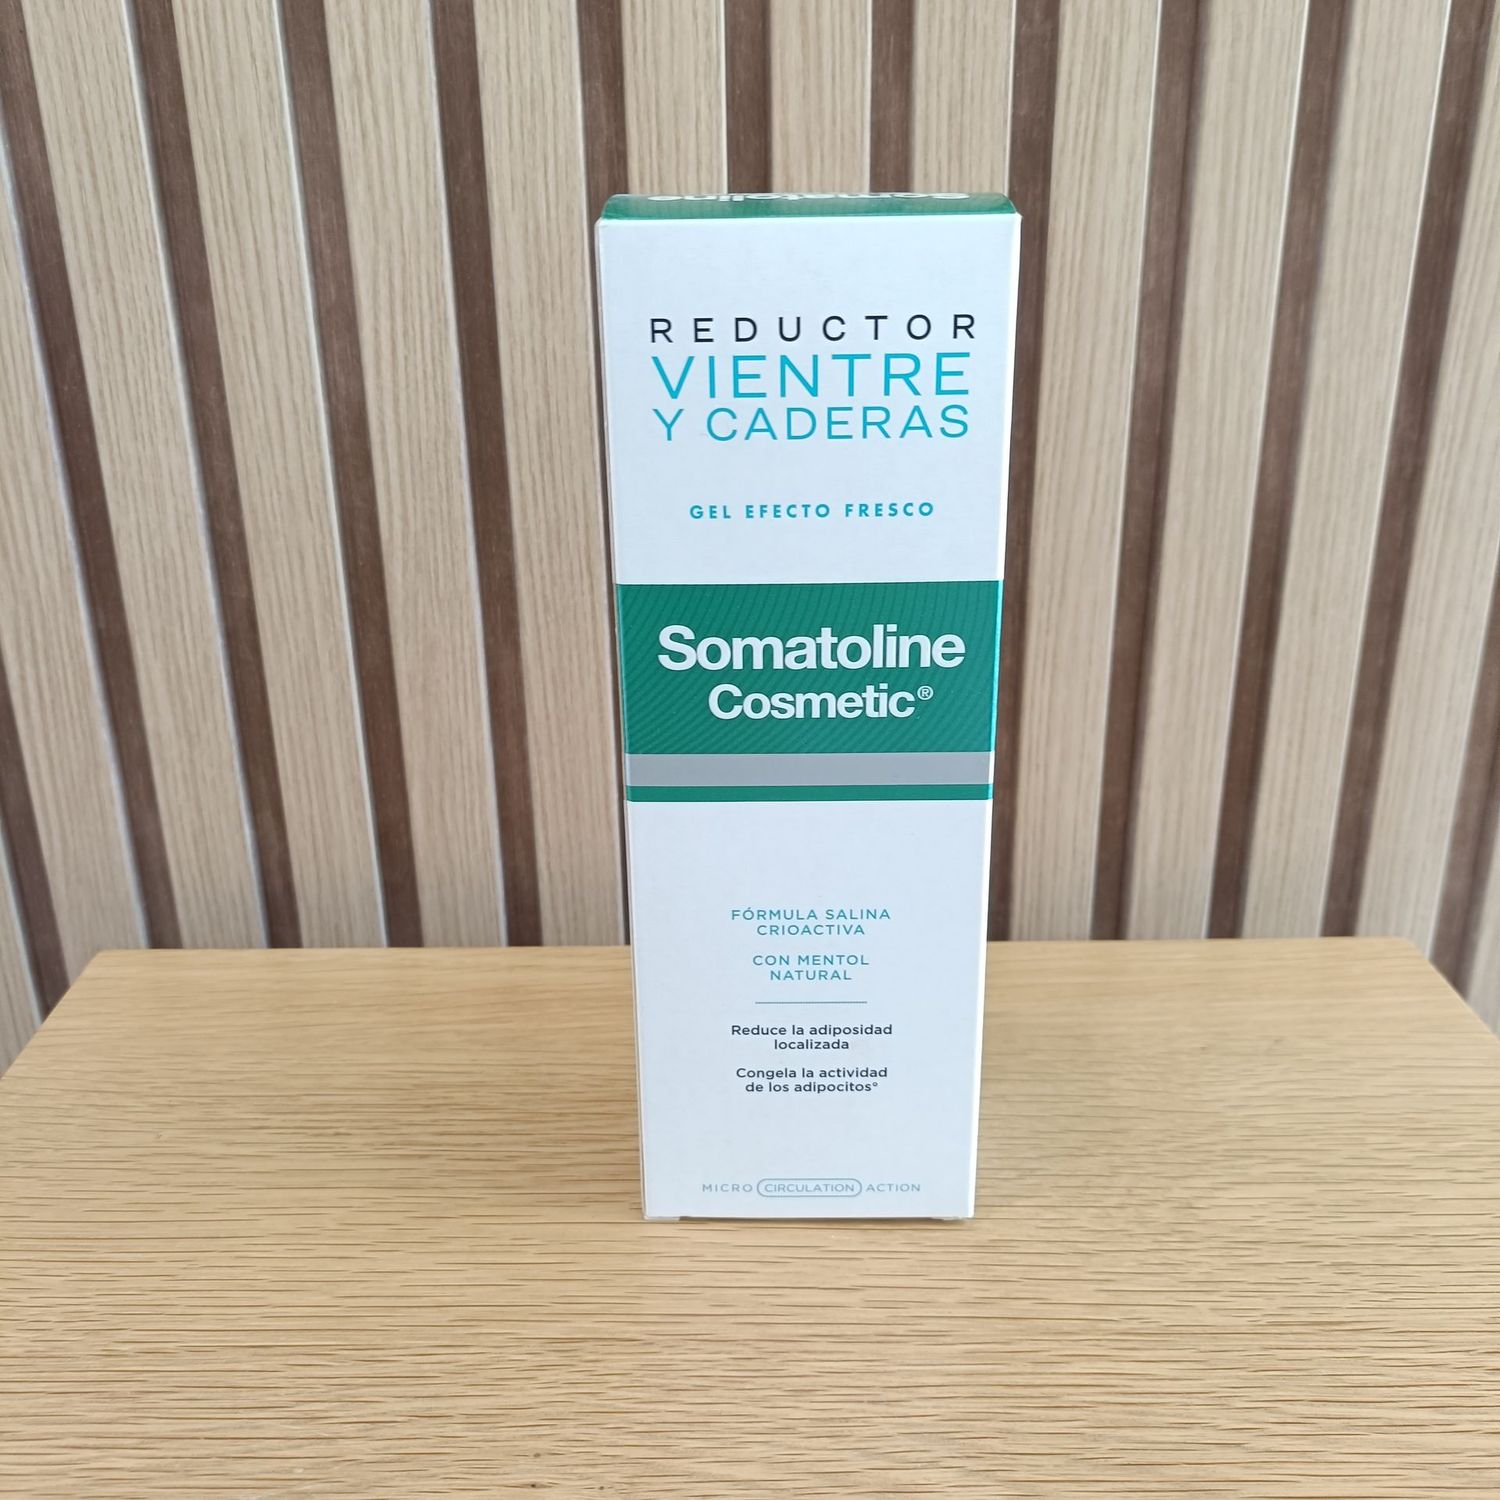 REDUCTOR
VIENTRE
Y CADERAS
GEL EFECTO FRESCO
Somatoline
Cosmetic®
FÓRMULA SALINA
CRIOACTIVA
CON MENTOL
NATURAL
Reduce la adiposidad
localizada
Congela la actividad
de los adipocitos°
MICRO CIRCULATION ACTION